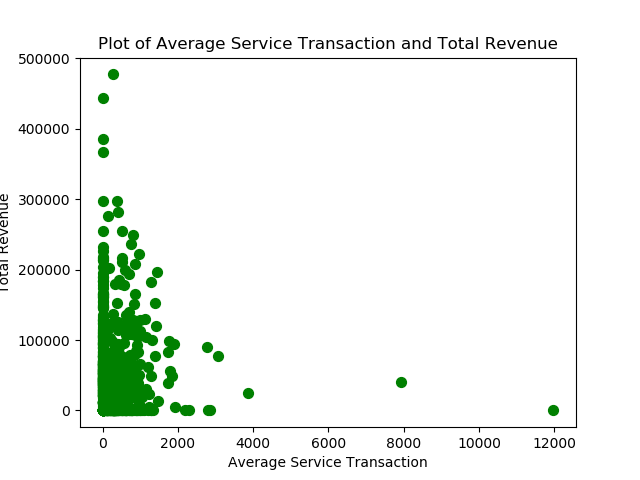 Plot of Average Service Transaction and Total Revenue
500000
400000
300000
200000
100000
0
Total Revenue
0 2000 4000 6000 8000 10000 12000
Average Service Transaction